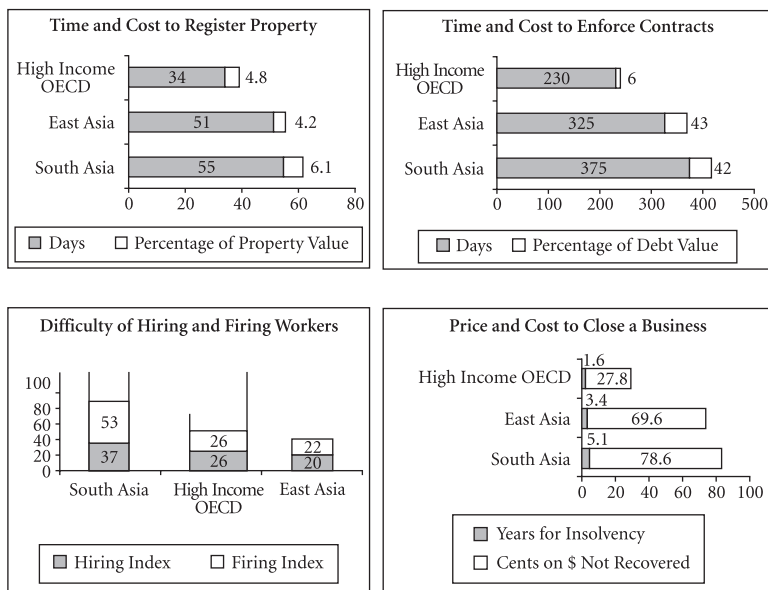 Time and Cost to Register Property
High Income
OECD
34
4.8
East Asia
51
4.2
South Asia
55
6.1
0 20 40 60 80
Days Percentage of Property Value
Time and Cost to Enforce Contracts
High Income
OECD
230
6
East Asia
325
43
South Asia
375
42
0 100 200 300 400 500
Days Percentage of Debt Value
Difficulty of Hiring and Firing Workers
100
80
60
40
20
0
53
37
26
26
22
20
South Asia High Income East Asia
OECD
Hiring Index Firing Index
Price and Cost to Close a Business
1.6
High Income OECD 27.8
3.4
East Asia 69.6
5.1
South Asia 78.6
0 20 40 60 80 100
Years for Insolvency
Cents on $ Not Recovered